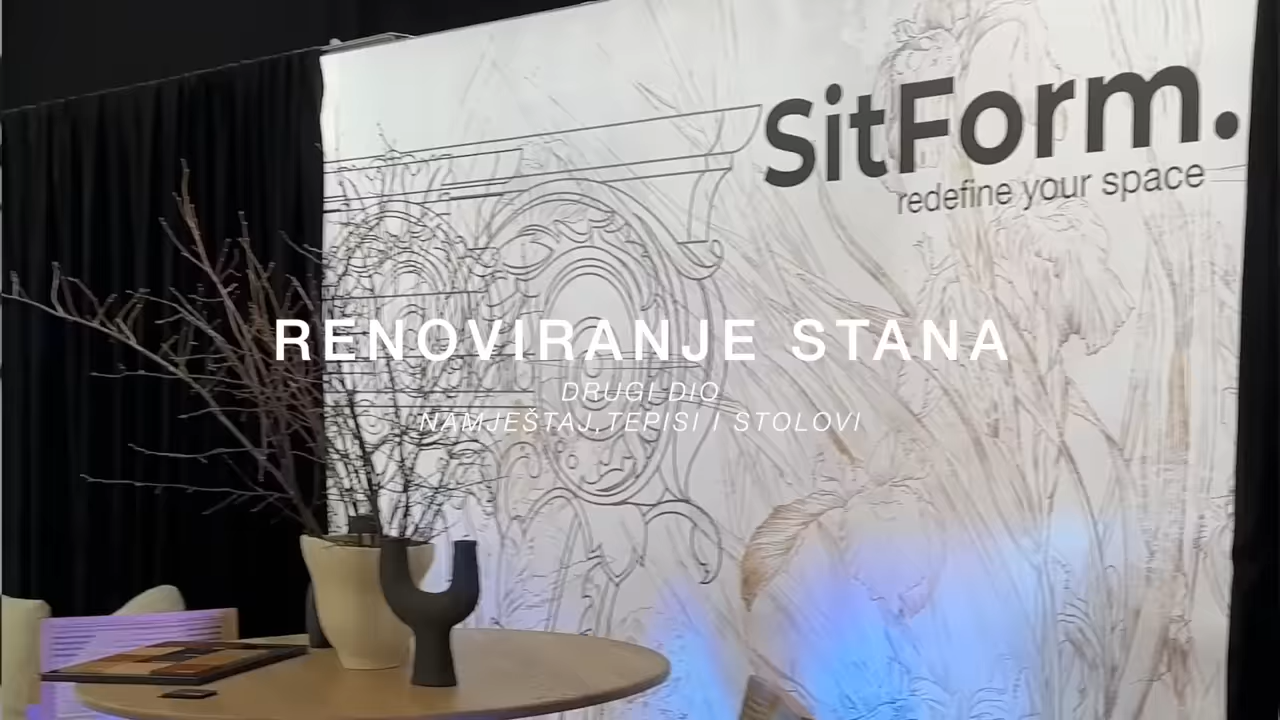 SitForm.
redefine your space
RENOVIRANJE STANA
DRUGI DIO
NAMJEŠTAJ,TEPISI I STOLOVI